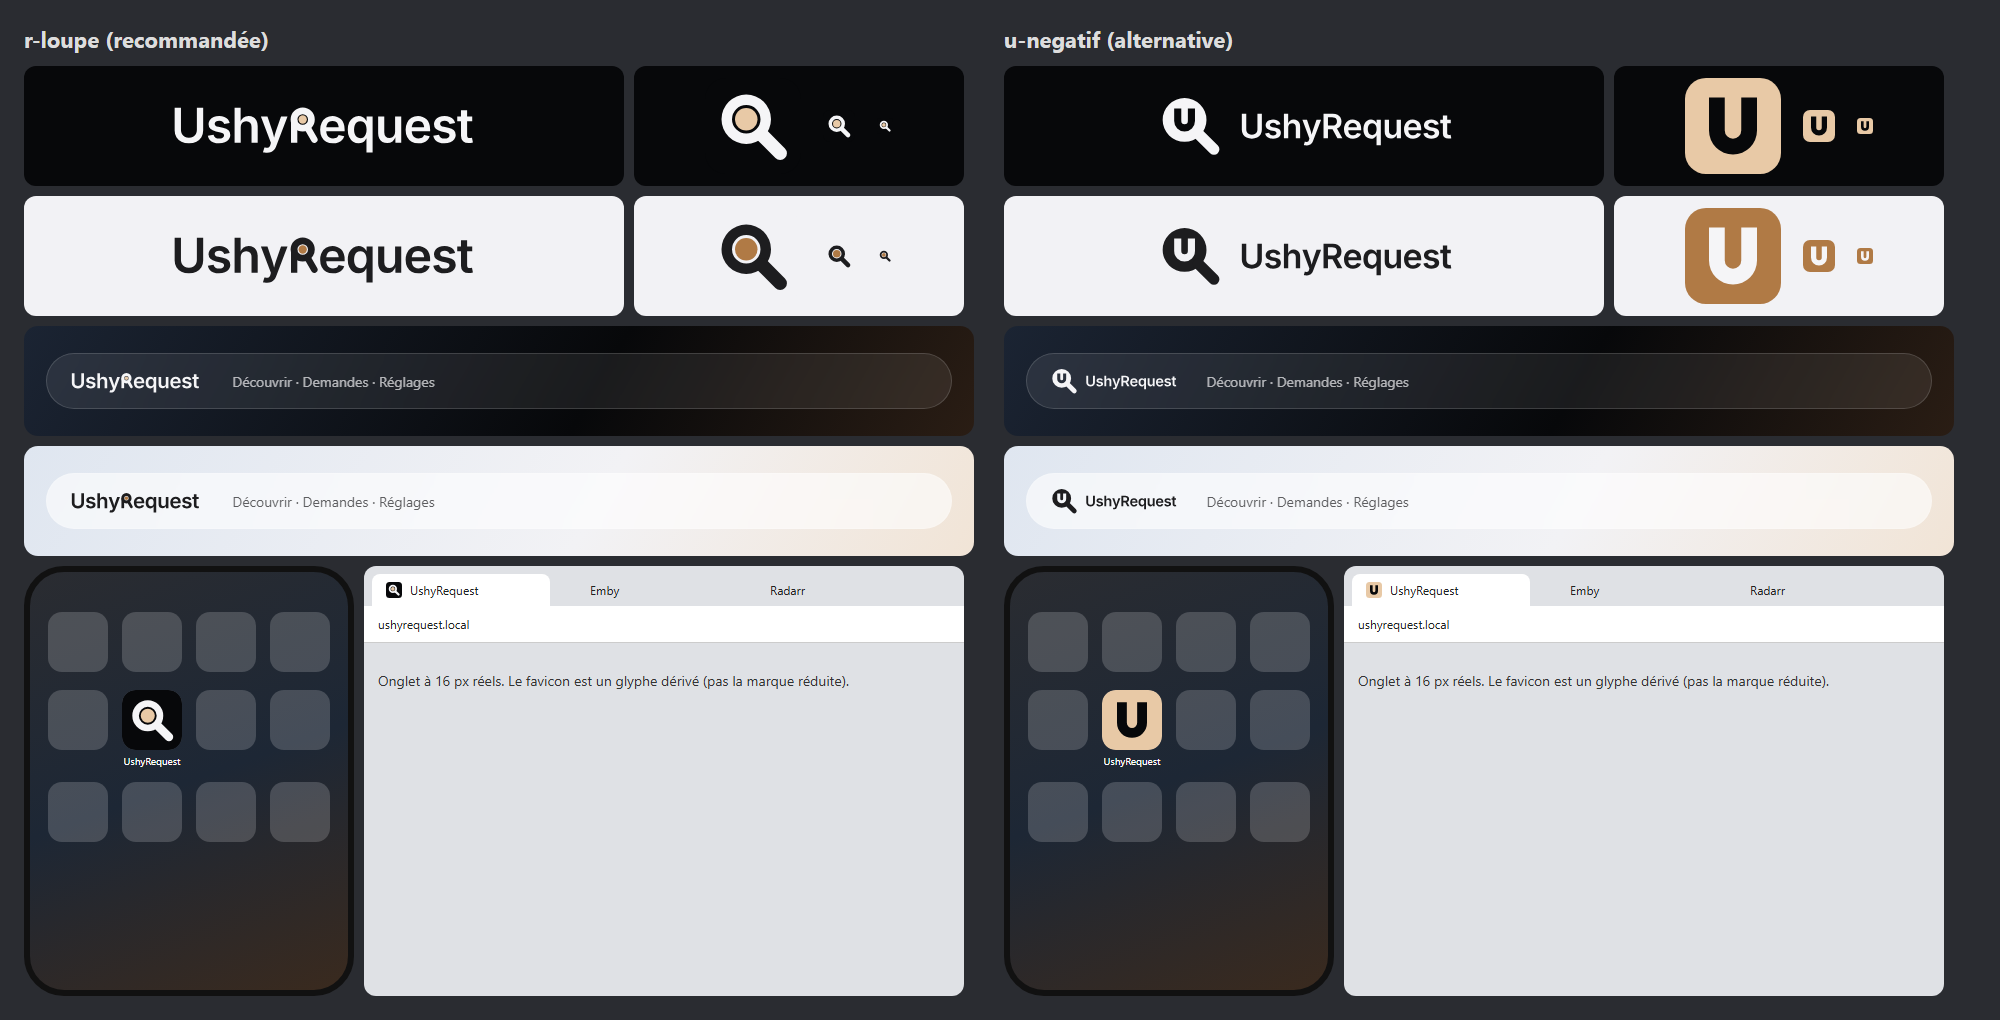 r-loupe (recommandée)
UshyRequest
UshyRequest
UshyRequest Découvrir · Demandes · Réglages
UshyRequest Découvrir · Demandes · Réglages
UshyRequest
UshyRequest Emby Radarr
ushyrequest.local
Onglet à 16 px réels. Le favicon est un glyphe dérivé (pas la marque réduite).
u-negatif (alternative)
U UshyRequest U U U
U UshyRequest U U U
U UshyRequest Découvrir · Demandes · Réglages
U UshyRequest Découvrir · Demandes · Réglages
U
UshyRequest
U UshyRequest Emby Radarr
ushyrequest.local
Onglet à 16 px réels. Le favicon est un glyphe dérivé (pas la marque réduite).